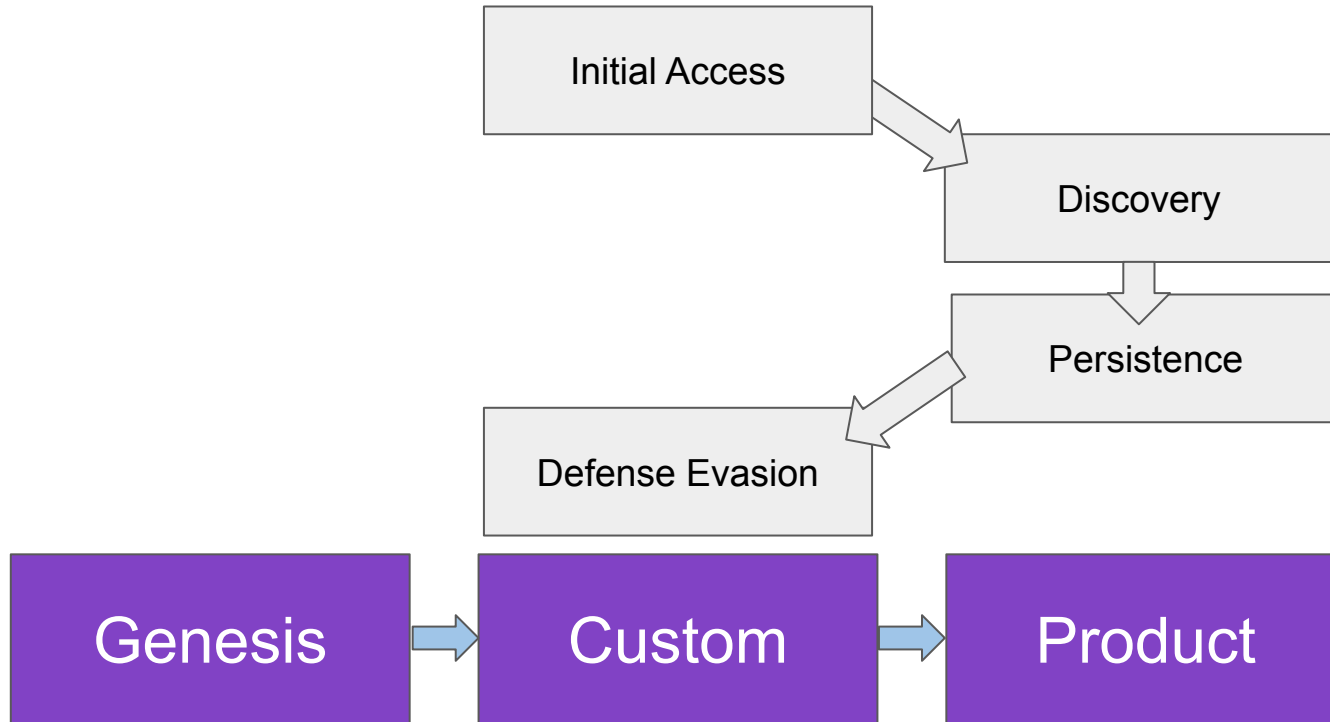 Initial Access
Discovery
Persistence
Defense Evasion
Genesis
Custom
Product